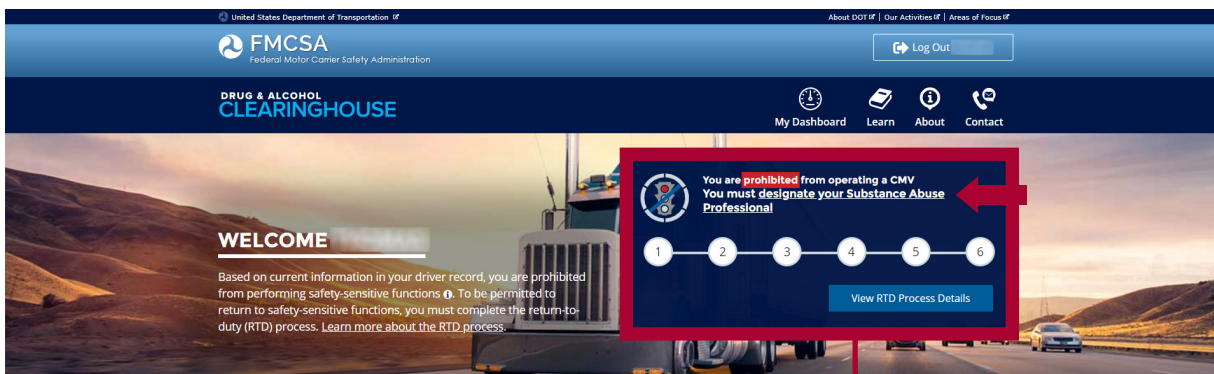 United States Department of Transportation
About DOT | Our Activities | Areas of Focus
FMCSA
Federal Motor Carrier Safety Administration
Log Out
DRUG & ALCOHOL
CLEARINGHOUSE
My Dashboard Learn About Contact
You are prohibited from operating a CMV
You must designate your Substance Abuse
Professional
1 2 3 4 5 6
View RTD Process Details
WELCOME
Based on current information in your driver record, you are prohibited
from performing safety-sensitive functions. To be permitted to
return to safety-sensitive functions, you must complete the return-to-
duty (RTD) process. Learn more about the RTD process.